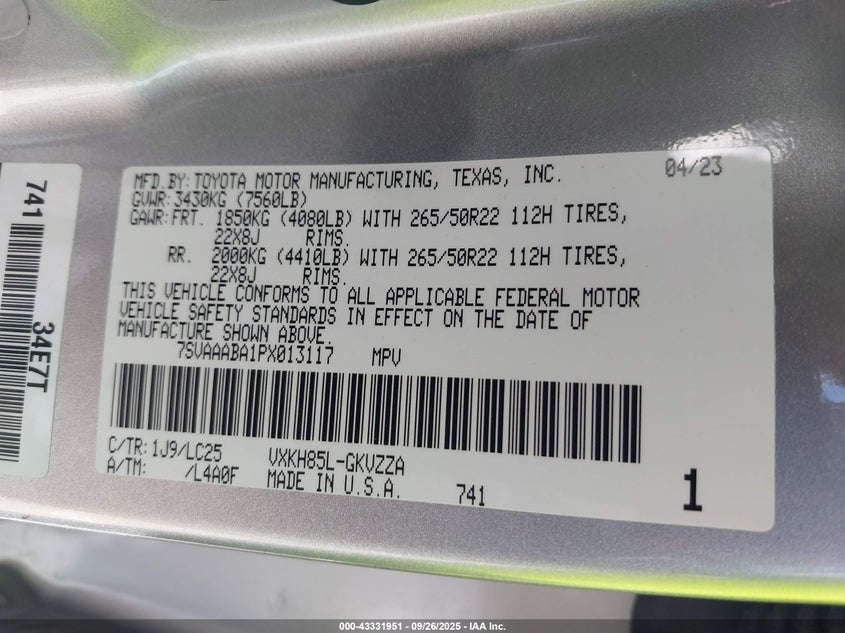 741
34E7T
MFD.BY: TOYOTA MOTOR MANUFACTURING, TEXAS, INC. 04/23
GVWR: 3430KG (7560LB)
GAWR: FRT. 1850KG (4080LB) WITH 265/50R22 112H TIRES,
22X8J RIMS.
RR. 2000KG (4410LB) WITH 265/50R22 112H TIRES,
22X8J RIMS.
THIS VEHICLE CONFORMS TO ALL APPLICABLE FEDERAL MOTOR
VEHICLE SAFETY STANDARDS IN EFFECT ON THE DATE OF
MANUFACTURE SHOWN ABOVE.
7SVAAABA1PX013117 MPV
C/TR: 1J9/LC25 VXKH85L-GKVZZA
A/TM: /L4A0F MADE IN U.S.A. 741 1
000-43331951 - 09/26/2025 - IAA Inc.